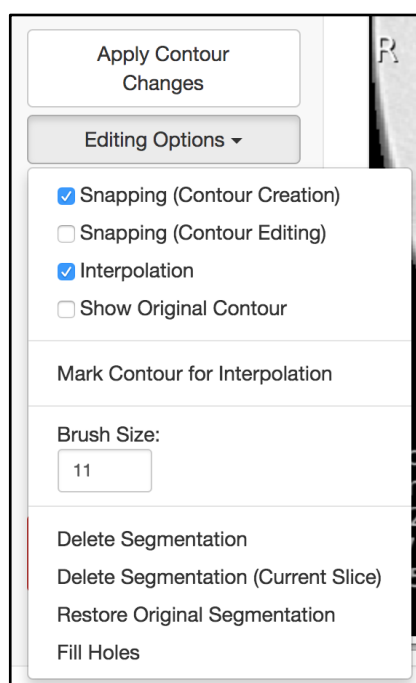 Apply Contour
Changes
R
Editing Options
Snapping (Contour Creation)
Snapping (Contour Editing)
Interpolation
Show Original Contour
Mark Contour for Interpolation
Brush Size:
11
Delete Segmentation
Delete Segmentation (Current Slice)
Restore Original Segmentation
Fill Holes